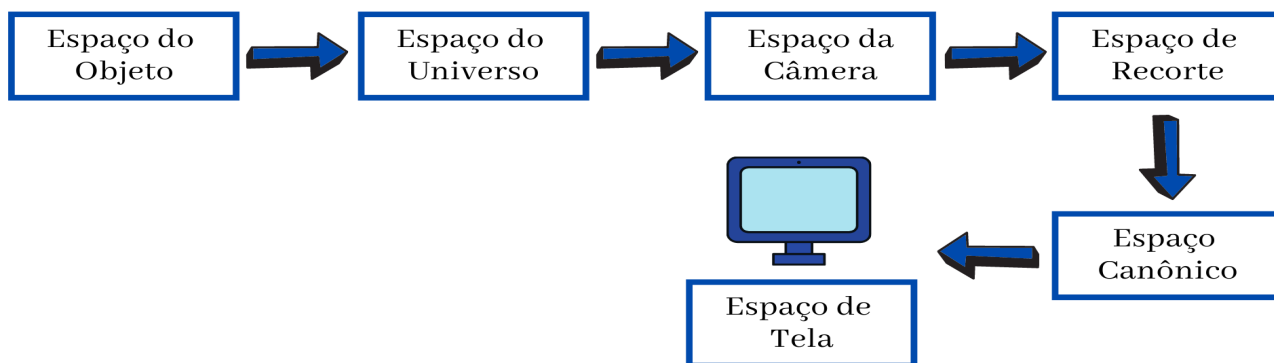 Espaço do
Objeto
Espaço do
Universo
Espaço da
Câmera
Espaço de
Recorte
Espaço
Canônico
Espaço de
Tela